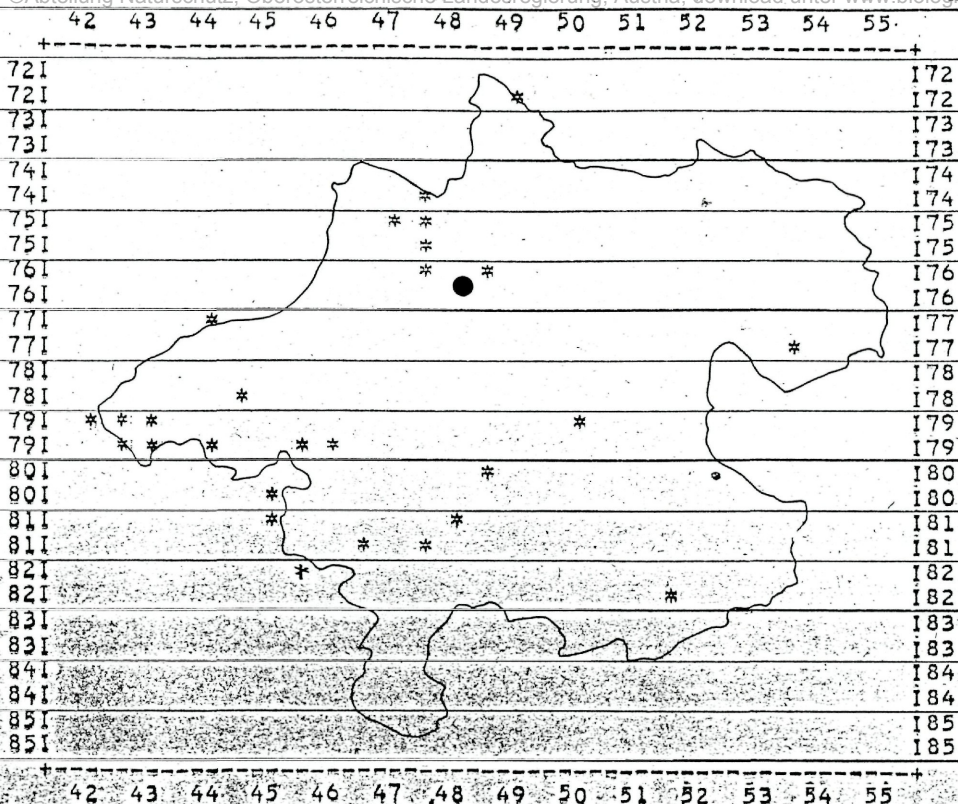 ©Abteilung Naturschutz, Oberösterreichische Landesregierung, Austria, download unter www.biologi
42 43 44 45 46 47 48 49 50 51 52 53 54 55
+----------------------------------------------------------------------+
72I I72
72I * I72
73I I73
73I I73
74I I74
74I * I74
75I * * I75
75I * I75
76I * * I76
76I ● I76
77I * I77
77I * I77
78I I78
78I * I78
79I * * * * I79
79I * * * * * I79
80I * I80
80I * I80
81I * * I81
81I * * I81
82I * I82
82I * I82
83I I83
83I I83
84I I84
84I I84
85I I85
85I I85
+----------------------------------------------------------------------+
42 43 44 45 46 47 48 49 50 51 52 53 54 55